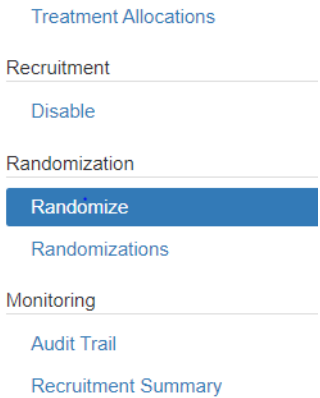 Treatment Allocations
Recruitment
Disable
Randomization
Randomize
Randomizations
Monitoring
Audit Trail
Recruitment Summary